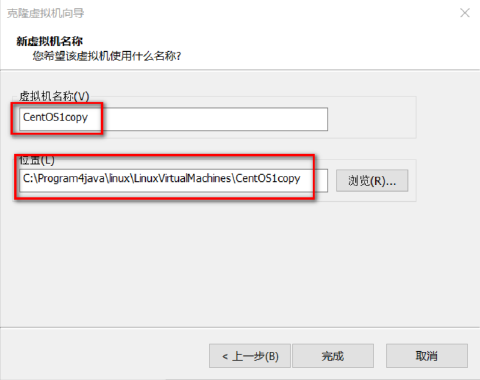 克隆虚拟机向导
新虚拟机名称
您希望该虚拟机使用什么名称?
虚拟机名称(V)
CentOS1copy
位置(L)
C:\Program4java\linux\LinuxVirtualMachines\CentOS1copy
浏览(R)...
< 上一步(B)
完成
取消